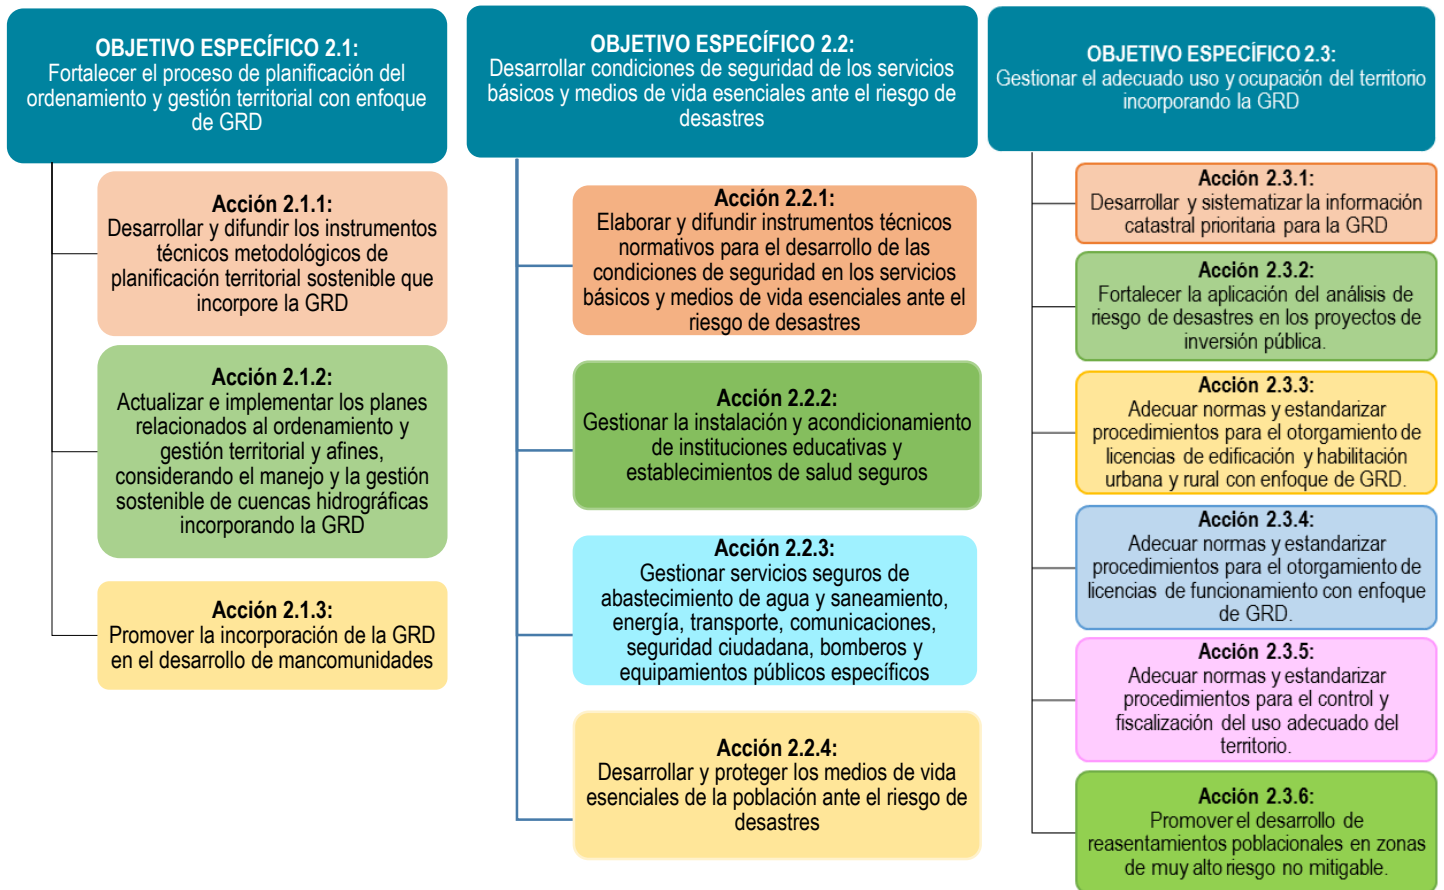 OBJETIVO ESPECÍFICO 2.1:
Fortalecer el proceso de planificación del
ordenamiento y gestión territorial con enfoque
de GRD
Acción 2.1.1:
Desarrollar y difundir los instrumentos
técnicos metodológicos de
planificación territorial sostenible que
incorpore la GRD
Acción 2.1.2:
Actualizar e implementar los planes
relacionados al ordenamiento y
gestión territorial y afines,
considerando el manejo y la gestión
sostenible de cuencas hidrográficas
incorporando la GRD
Acción 2.1.3:
Promover la incorporación de la GRD
en el desarrollo de mancomunidades
OBJETIVO ESPECÍFICO 2.2:
Desarrollar condiciones de seguridad de los servicios
básicos y medios de vida esenciales ante el riesgo de
desastres
Acción 2.2.1:
Elaborar y difundir instrumentos técnicos
normativos para el desarrollo de las
condiciones de seguridad en los servicios
básicos y medios de vida esenciales ante el
riesgo de desastres
Acción 2.2.2:
Gestionar la instalación y acondicionamiento
de instituciones educativas y
establecimientos de salud seguros
Acción 2.2.3:
Gestionar servicios seguros de
abastecimiento de agua y saneamiento,
energía, transporte, comunicaciones,
seguridad ciudadana, bomberos y
equipamientos públicos específicos
Acción 2.2.4:
Desarrollar y proteger los medios de vida
esenciales de la población ante el riesgo de
desastres
OBJETIVO ESPECÍFICO 2.3:
Gestionar el adecuado uso y ocupación del territorio
incorporando la GRD
Acción 2.3.1:
Desarrollar y sistematizar la información
catastral prioritaria para la GRD
Acción 2.3.2:
Fortalecer la aplicación del análisis de
riesgo de desastres en los proyectos de
inversión pública.
Acción 2.3.3:
Adecuar normas y estandarizar
procedimientos para el otorgamiento de
licencias de edificación y habilitación
urbana y rural con enfoque de GRD.
Acción 2.3.4:
Adecuar normas y estandarizar
procedimientos para el otorgamiento de
licencias de funcionamiento con enfoque
de GRD.
Acción 2.3.5:
Adecuar normas y estandarizar
procedimientos para el control y
fiscalización del uso adecuado del
territorio.
Acción 2.3.6:
Promover el desarrollo de
reasentamientos poblacionales en zonas
de muy alto riesgo no mitigable.